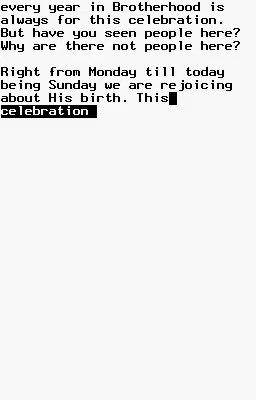 every year in Brotherhood is
always for this celebration.
But have you seen people here?
Why are there not people here?

Right from Monday till today
being Sunday we are rejoicing
about His birth. This
celebration